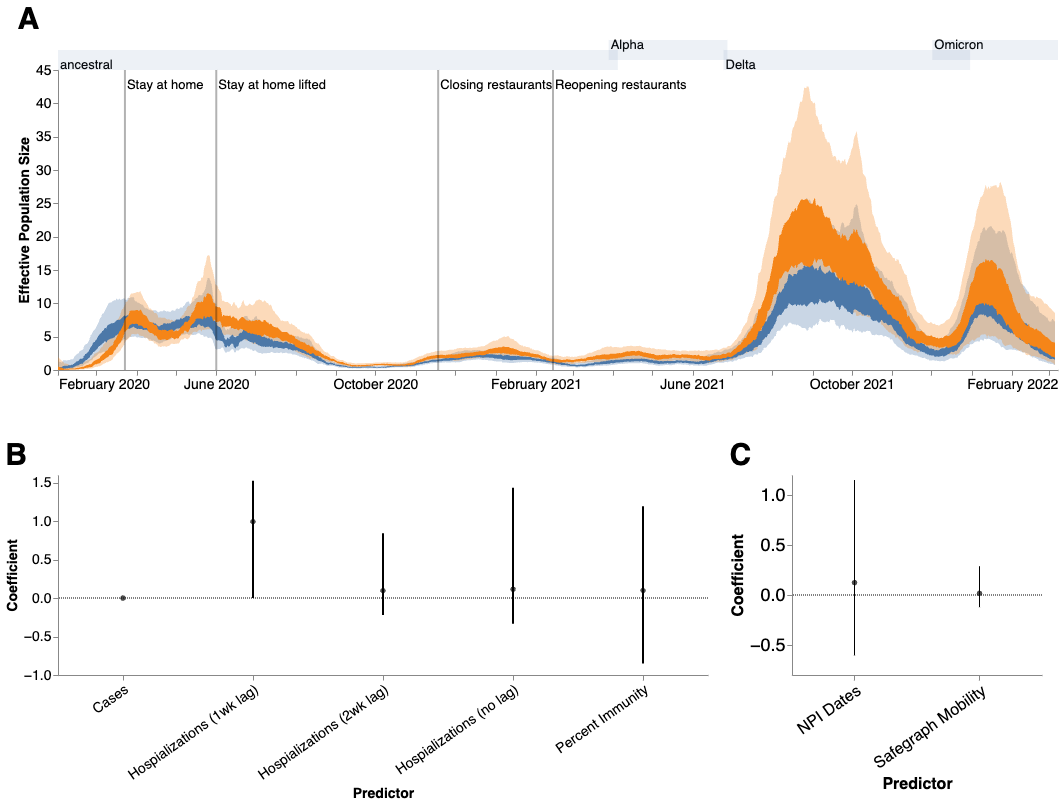 A
Alpha
Omicron
ancestral
Delta
Stay at home
Stay at home lifted
Closing restaurants
Reopening restaurants
Effective Population Size
45
40
35
30
25
20
15
10
5
0
February 2020
June 2020
October 2020
February 2021
June 2021
October 2021
February 2022
B
Coefficient
1.5
1.0
0.5
0.0
−0.5
−1.0
Cases
Hospializations (1wk lag)
Hospializations (2wk lag)
Hospializations (no lag)
Percent Immunity
Predictor
C
Coefficient
1.0
0.5
0.0
−0.5
NPI Dates
Safegraph Mobility
Predictor